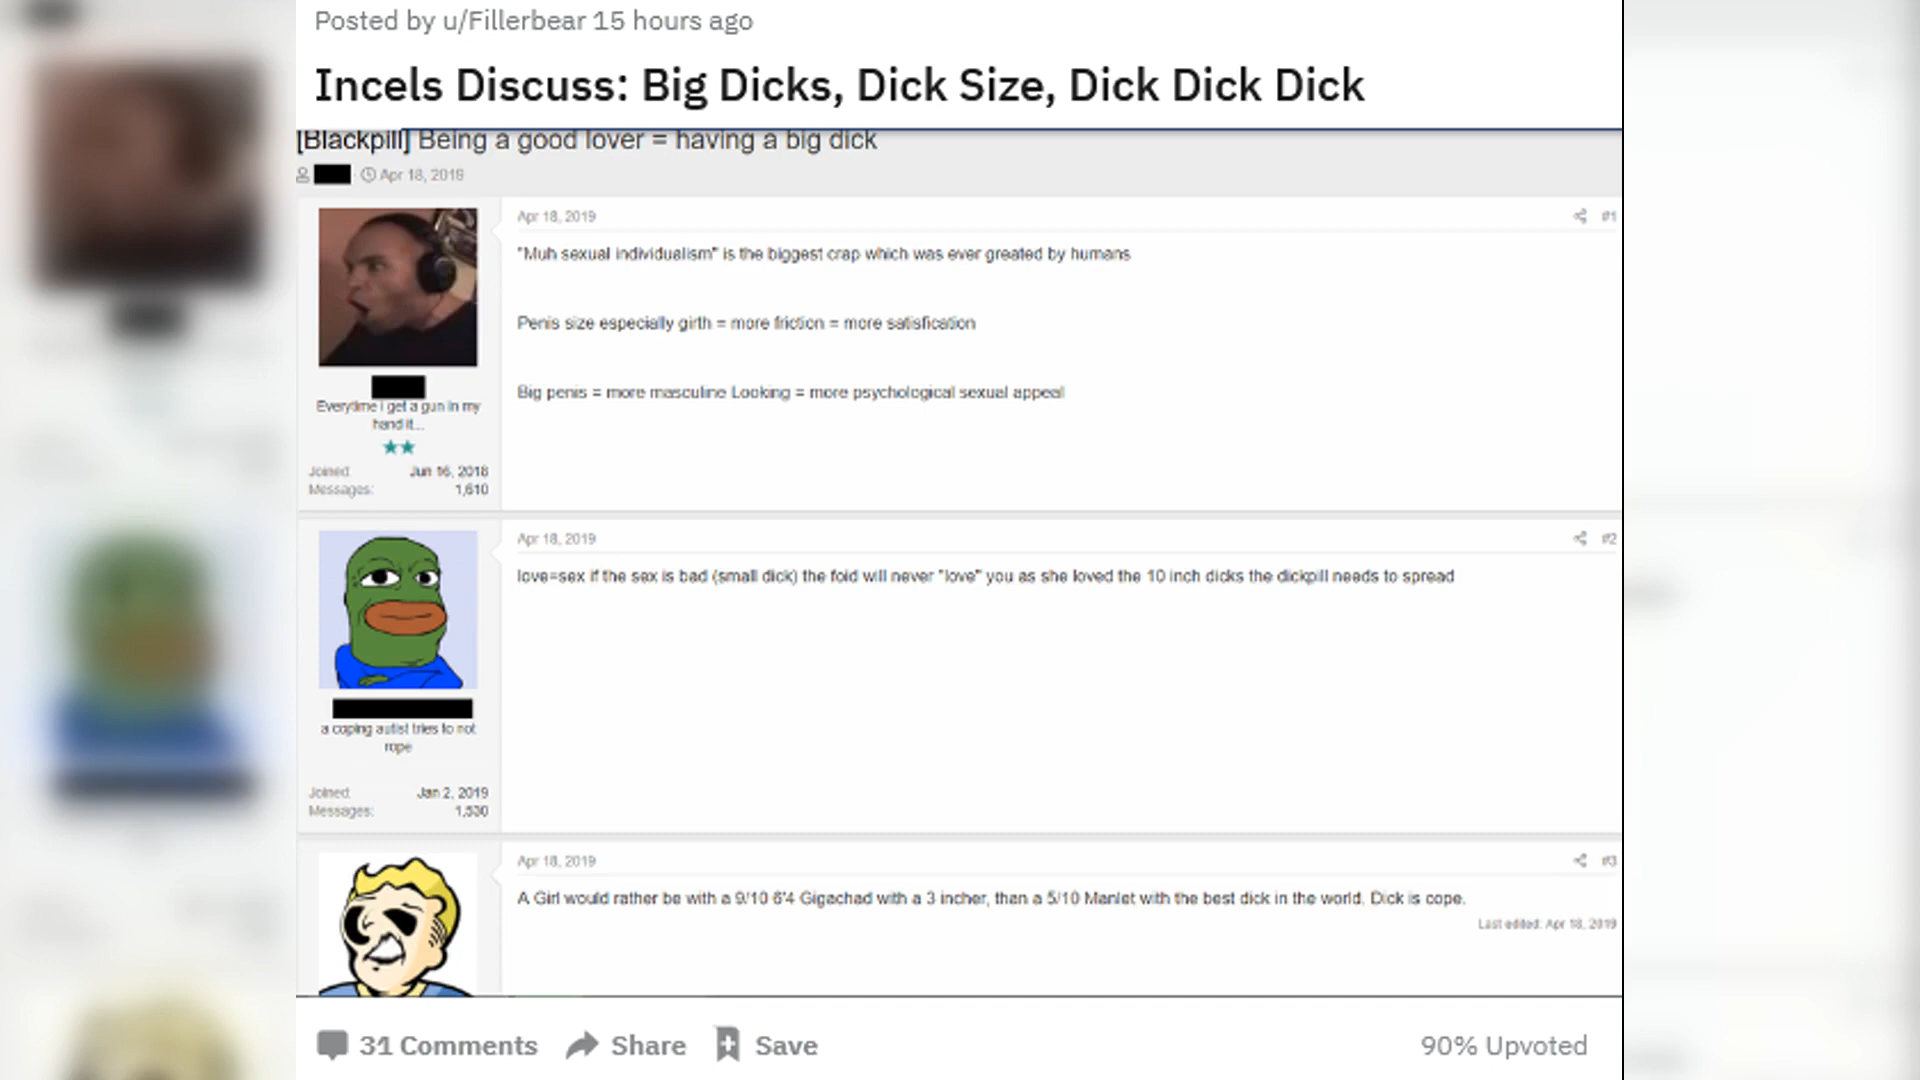 Posted by u/Fillerbear 15 hours ago
Incels Discuss: Big Dicks, Dick Size, Dick Dick Dick
[Blackpill] Being a good lover = having a big dick
Apr 18, 2019
Apr 18, 2019
#1
"Muh sexual individualism" is the biggest crap which was ever greated by humans
Penis size especially girth = more friction = more satisfication
Big penis = more masculine Looking = more psychological sexual appeal
Everytime i get a gun in my
hand it...
Joined: Jun 16, 2018
Messages: 1,610
Apr 18, 2019
#2
love=sex if the sex is bad (small dick) the foid will never "love" you as she loved the 10 inch dicks the dickpill needs to spread
a coping autist tries to not
rope
Joined: Jan 2, 2019
Messages: 1,530
Apr 18, 2019
#3
A Girl would rather be with a 9/10 6'4 Gigachad with a 3 incher, than a 5/10 Manlet with the best dick in the world. Dick is cope.
Last edited: Apr 18, 2019
31 Comments Share Save 90% Upvoted